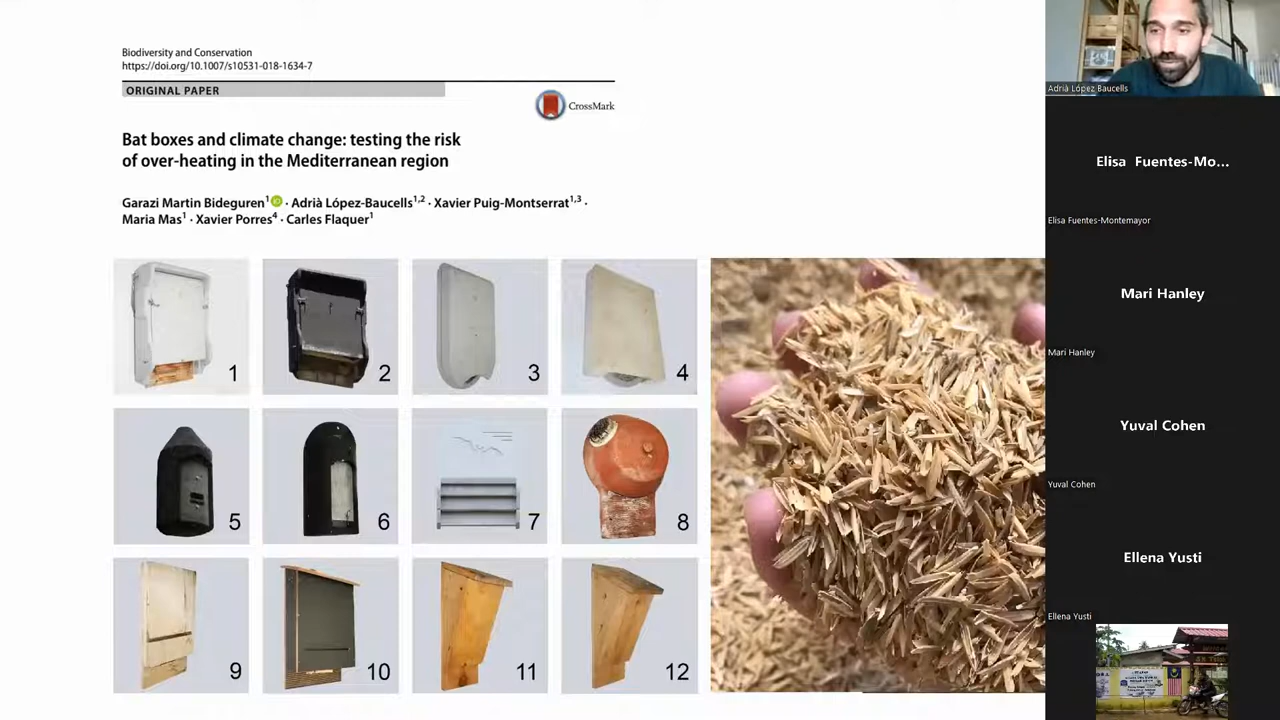 Biodiversity and Conservation
https://doi.org/10.1007/s10531-018-1634-7
ORIGINAL PAPER
CrossMark
Bat boxes and climate change: testing the risk
of over-heating in the Mediterranean region
Garazi Martin Bideguren1 · Adrià López-Baucells1,2 · Xavier Puig-Montserrat1,3 ·
Maria Mas1 · Xavier Porres4 · Carles Flaquer1
1
2
3
4
5
6
7
8
9
10
11
12
Adrià López Baucells
Elisa Fuentes-Mo...
Elisa Fuentes-Montemayor
Mari Hanley
Mari Hanley
Yuval Cohen
Yuval Cohen
Ellena Yusti
Ellena Yusti